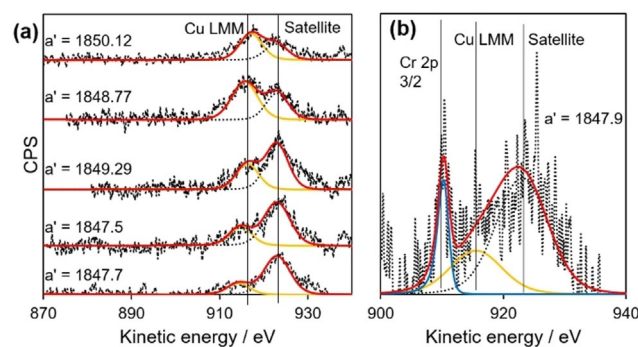 (a)
Cu LMM
Satellite
a' = 1850.12
a' = 1848.77
a' = 1849.29
a' = 1847.5
a' = 1847.7
CPS
870 890 910 930
Kinetic energy / eV
(b)
Cu LMM
Satellite
Cr 2p
3/2
a' = 1847.9
900 920 940
Kinetic energy / eV